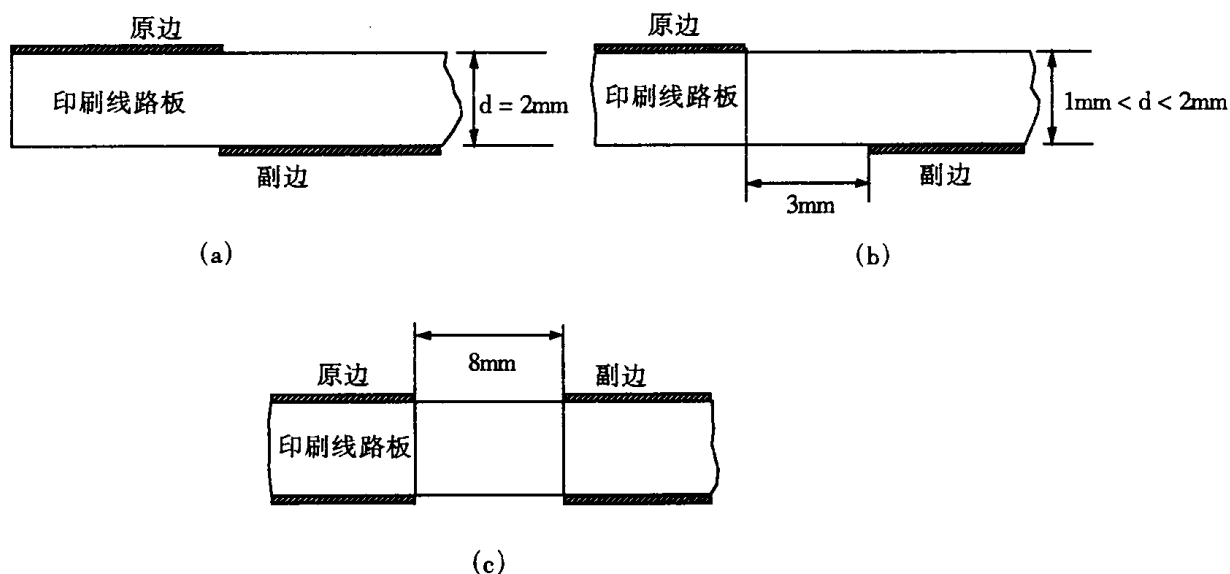 原边
印刷线路板
d = 2mm
副边
(a)
原边
印刷线路板
1mm < d < 2mm
副边
3mm
(b)
8mm
原边
副边
印刷线路板
(c)